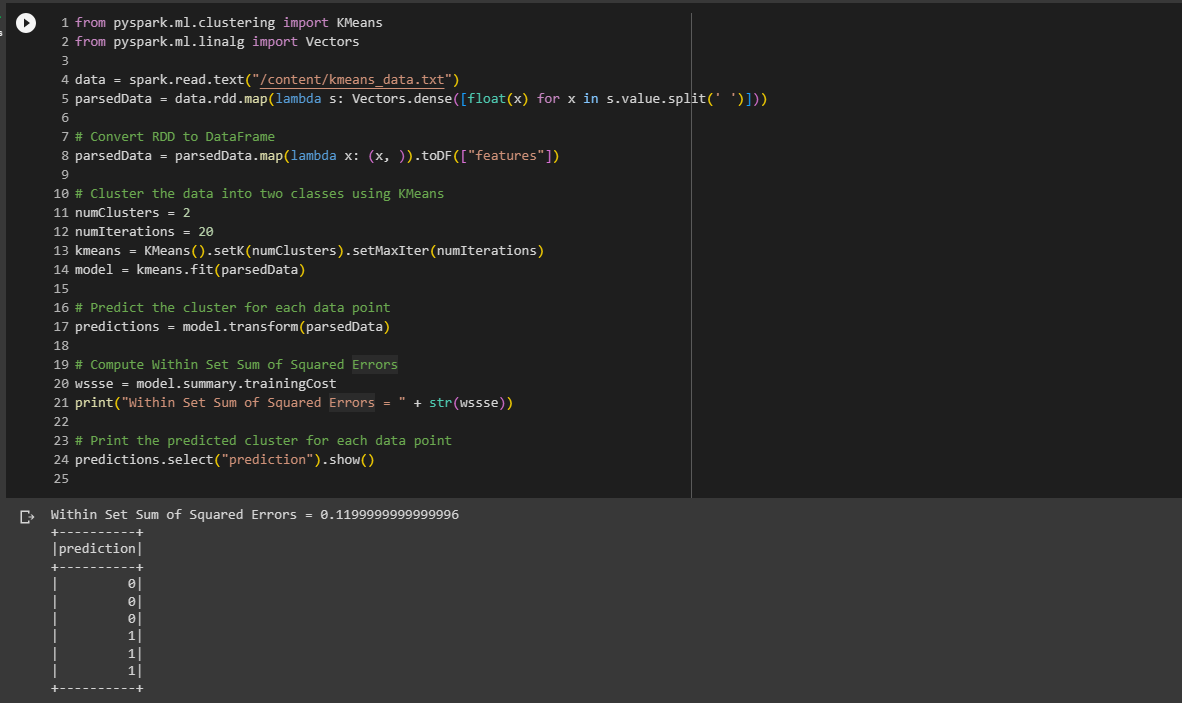 1 from pyspark.ml.clustering import KMeans
2 from pyspark.ml.linalg import Vectors
3
4 data = spark.read.text("/content/kmeans_data.txt")
5 parsedData = data.rdd.map(lambda s: Vectors.dense([float(x) for x in s.value.split(' ')]))
6
7 # Convert RDD to DataFrame
8 parsedData = parsedData.map(lambda x: (x, )).toDF(["features"])
9
10 # Cluster the data into two classes using KMeans
11 numClusters = 2
12 numIterations = 20
13 kmeans = KMeans().setK(numClusters).setMaxIter(numIterations)
14 model = kmeans.fit(parsedData)
15
16 # Predict the cluster for each data point
17 predictions = model.transform(parsedData)
18
19 # Compute Within Set Sum of Squared Errors
20 wssse = model.summary.trainingCost
21 print("Within Set Sum of Squared Errors = " + str(wssse))
22
23 # Print the predicted cluster for each data point
24 predictions.select("prediction").show()
25
Within Set Sum of Squared Errors = 0.1199999999999996
+----------+
|prediction|
+----------+
|         0|
|         0|
|         0|
|         1|
|         1|
|         1|
+----------+